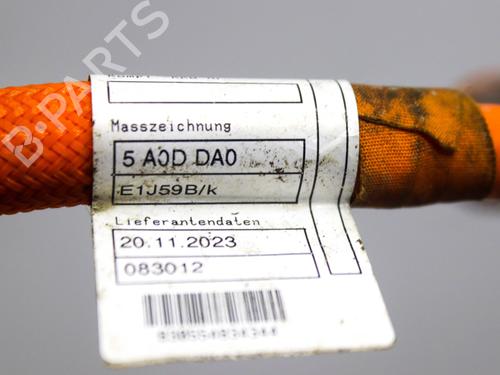 B-PARTS
Masszeichnung
5 A0D DA0
E1J59B/k
Lieferantendaten
20.11.2023
083012